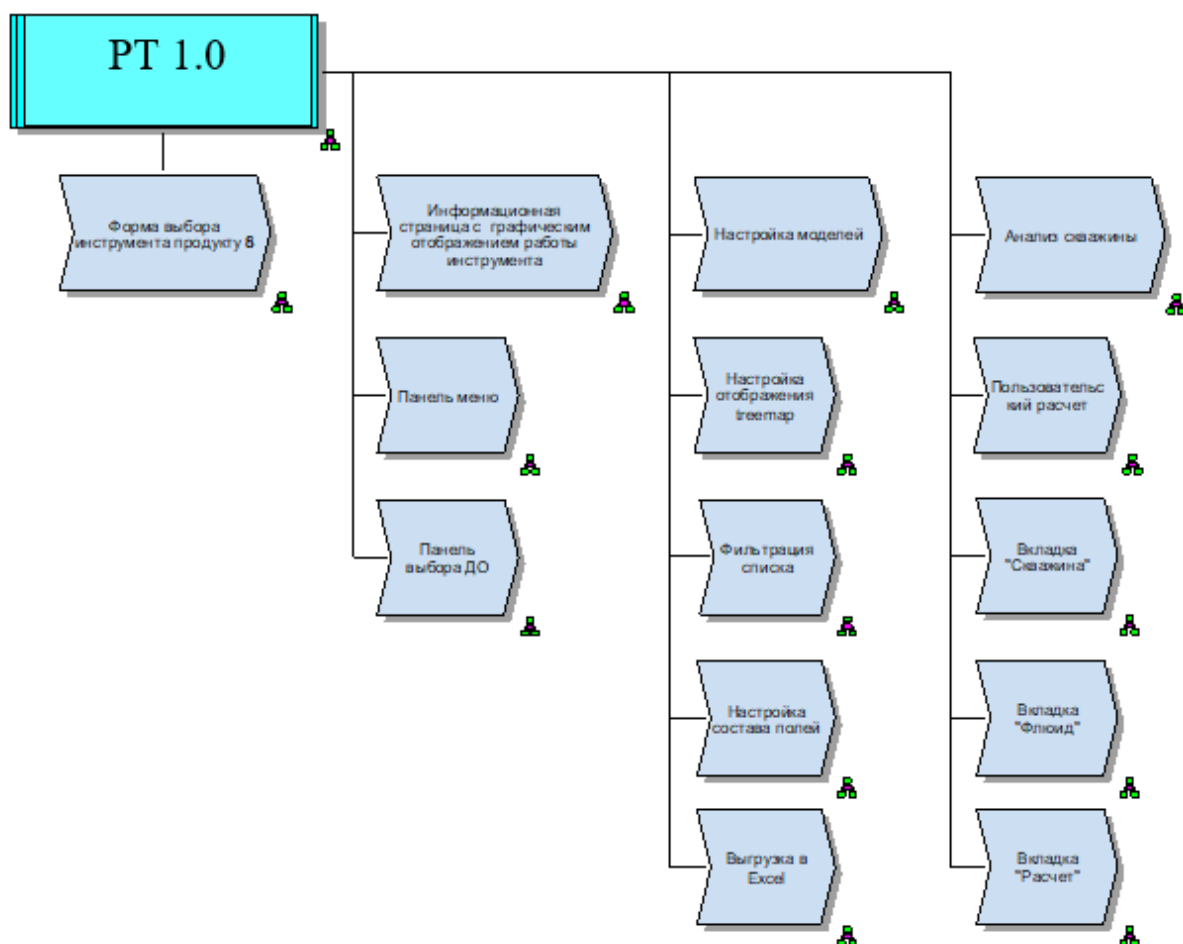 РТ 1.0
Форма выбора
инструмента продукту 8
Информационная
страница с графическим
отображением работы
инструмента
Панель меню
Панель
выбора ДО
Настройка моделей
Настройка
отображения
treemap
Фильтрация
списка
Настройка
состава полей
Выгрузка в
Excel
Анализ скважины
Пользовательс
кий расчет
Вкладка
"Скважина"
Вкладка
"Флюид"
Вкладка
"Расчет"